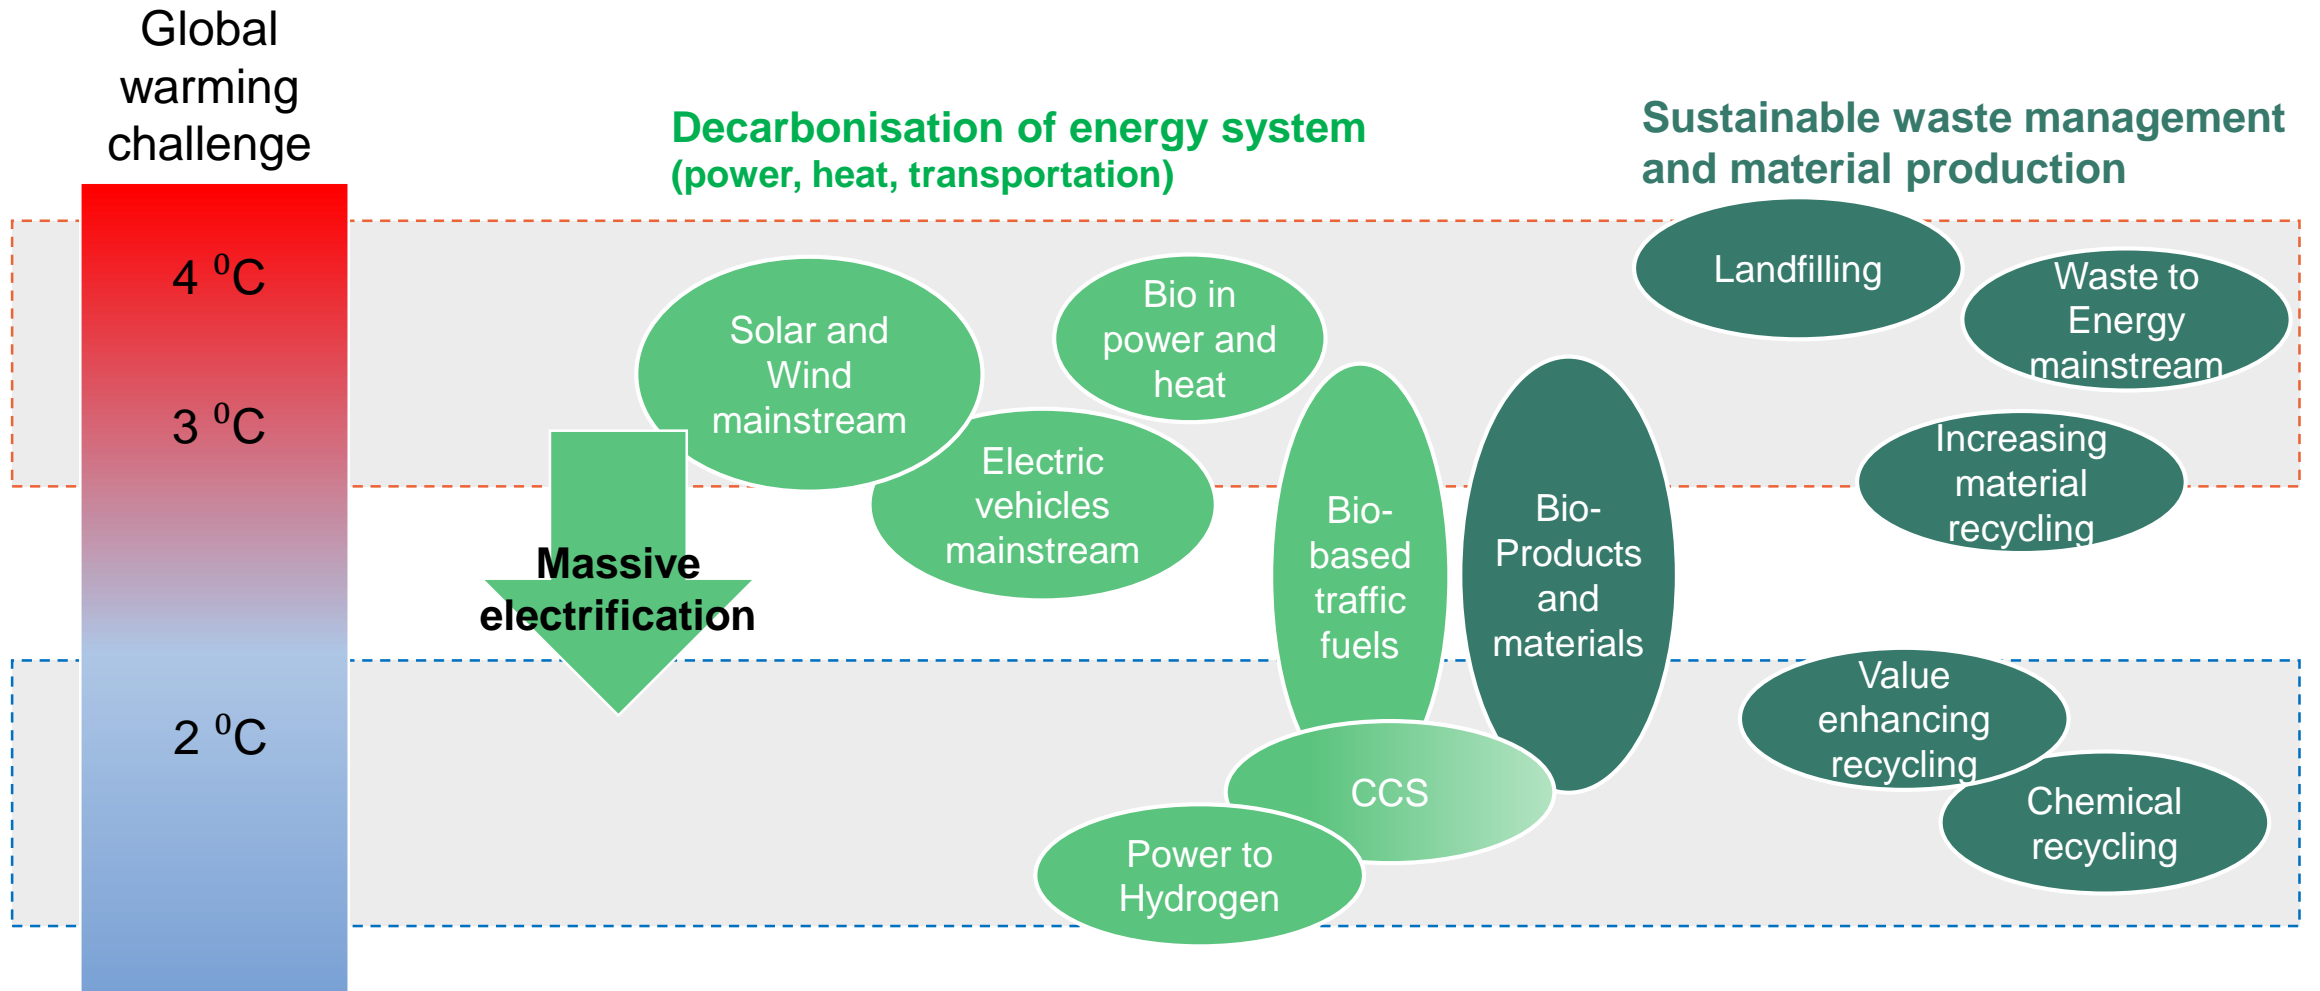 Global
warming
challenge
4 ⁰C
3 ⁰C
2 ⁰C
Decarbonisation of energy system
(power, heat, transportation)
Sustainable waste management
and material production
Solar and
Wind
mainstream
Bio in
power and
heat
Electric
vehicles
mainstream
Massive
electrification
Bio-
based
traffic
fuels
Bio-
Products
and
materials
CCS
Power to
Hydrogen
Landfilling
Waste to
Energy
mainstream
Increasing
material
recycling
Value
enhancing
recycling
Chemical
recycling